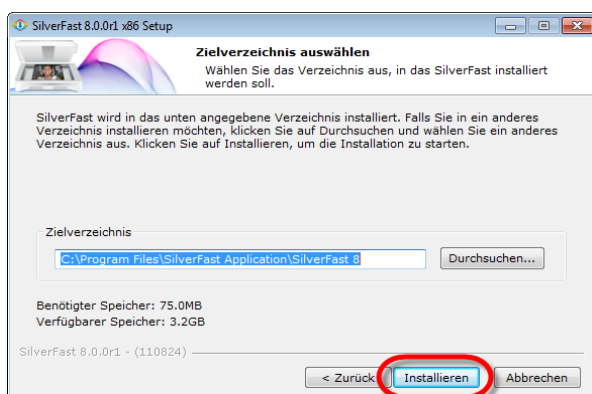 SilverFast 8.0.0r1 x86 Setup
Zielverzeichnis auswählen
Wählen Sie das Verzeichnis aus, in das SilverFast installiert
werden soll.
SilverFast wird in das unten angegebene Verzeichnis installiert. Falls Sie in ein anderes
Verzeichnis installieren möchten, klicken Sie auf Durchsuchen und wählen Sie ein anderes
Verzeichnis aus. Klicken Sie auf Installieren, um die Installation zu starten.
Zielverzeichnis
C:\Program Files\SilverFast Application\SilverFast 8
Durchsuchen...
Benötigter Speicher: 75.0MB
Verfügbarer Speicher: 3.2GB
SilverFast 8.0.0r1 - (110824)
< Zurück Installieren Abbrechen